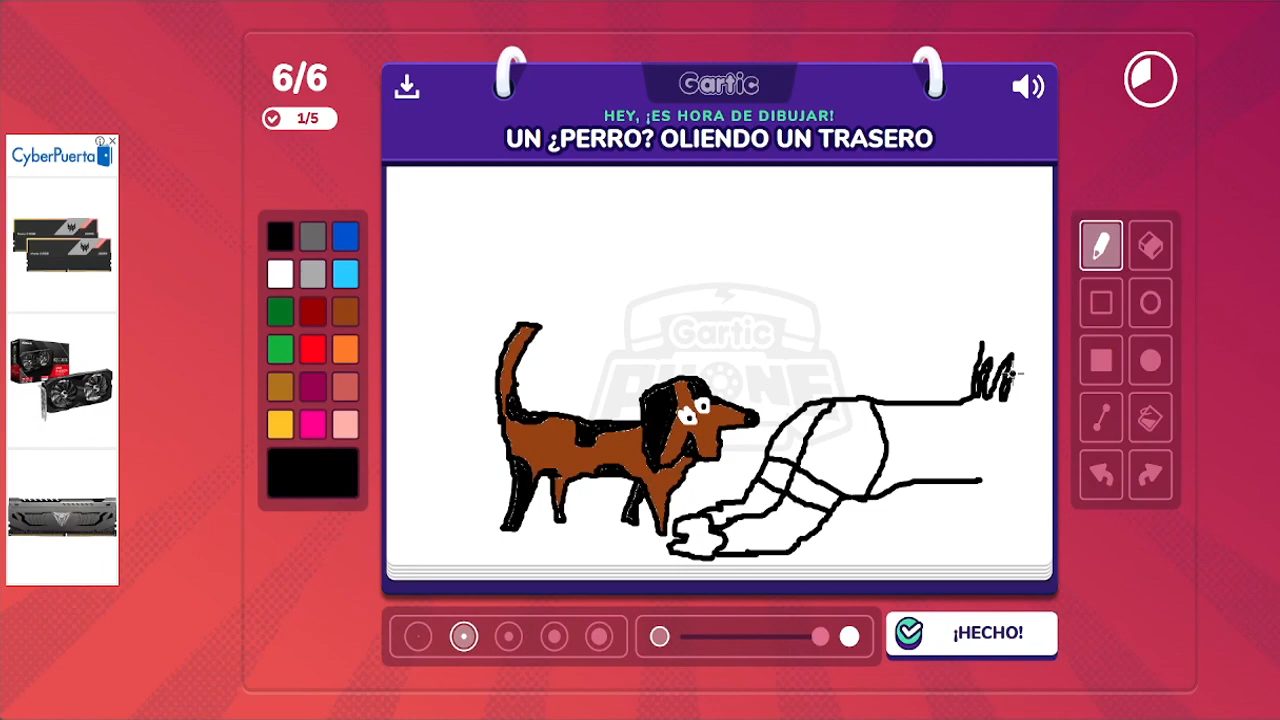 6/6
1/5
Gartic
HEY, ¡ES HORA DE DIBUJAR!
UN ¿PERRO? OLIENDO UN TRASERO
CyberPuerta
Gartic
PHONE
¡HECHO!